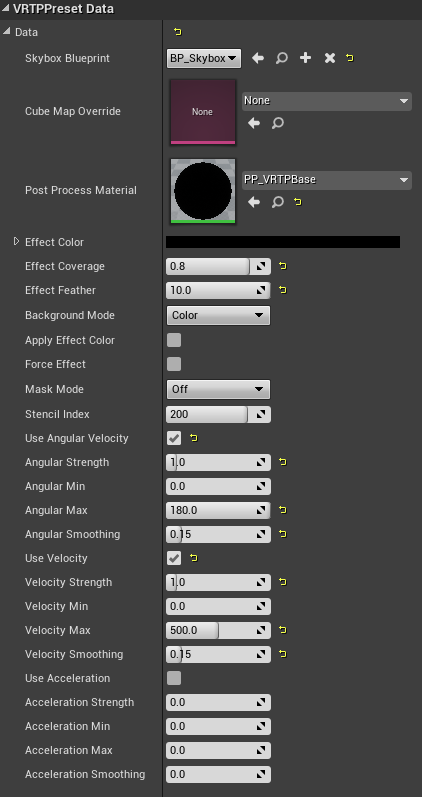 VRTPPreset Data
Data
Skybox Blueprint BP_Skybox
Cube Map Override None None
Post Process Material PP_VRTPBase
Effect Color
Effect Coverage 0.8
Effect Feather 10.0
Background Mode Color
Apply Effect Color
Force Effect
Mask Mode Off
Stencil Index 200
Use Angular Velocity
Angular Strength 1.0
Angular Min 0.0
Angular Max 180.0
Angular Smoothing 0.15
Use Velocity
Velocity Strength 1.0
Velocity Min 0.0
Velocity Max 500.0
Velocity Smoothing 0.15
Use Acceleration
Acceleration Strength 0.0
Acceleration Min 0.0
Acceleration Max 0.0
Acceleration Smoothing 0.0